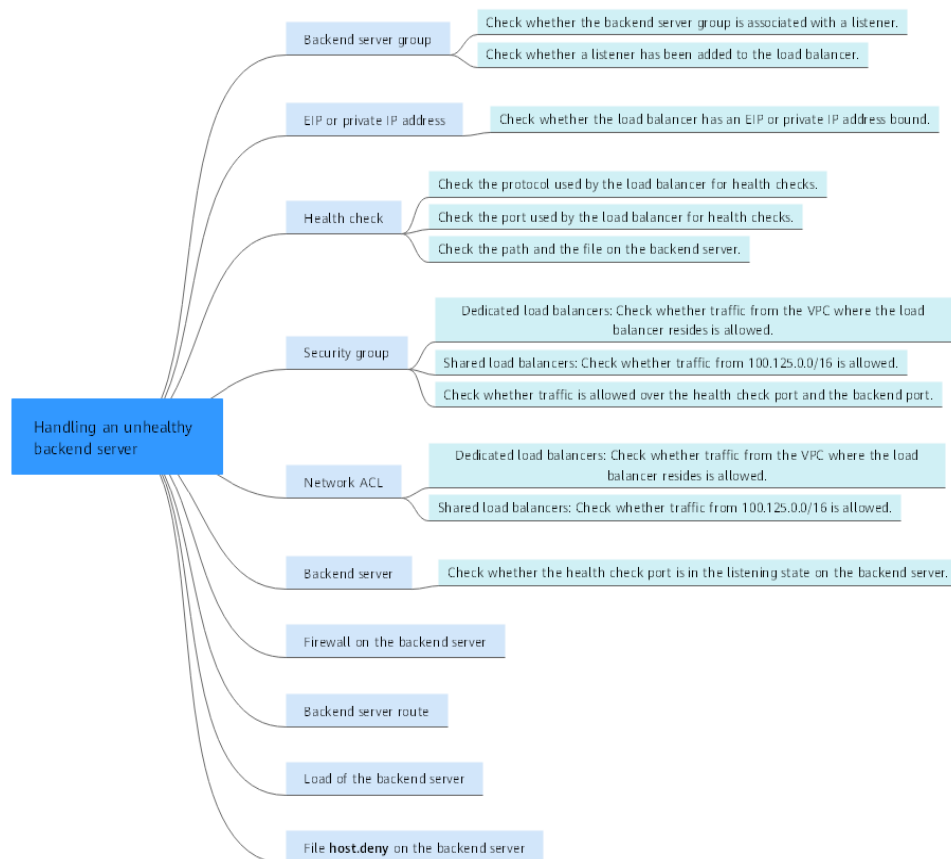 Handling an unhealthy
backend server
Backend server group
Check whether the backend server group is associated with a listener.
Check whether a listener has been added to the load balancer.
EIP or private IP address
Check whether the load balancer has an EIP or private IP address bound.
Health check
Check the protocol used by the load balancer for health checks.
Check the port used by the load balancer for health checks.
Check the path and the file on the backend server.
Security group
Dedicated load balancers: Check whether traffic from the VPC where the load
balancer resides is allowed.
Shared load balancers: Check whether traffic from 100.125.0.0/16 is allowed.
Check whether traffic is allowed over the health check port and the backend port.
Network ACL
Dedicated load balancers: Check whether traffic from the VPC where the load
balancer resides is allowed.
Shared load balancers: Check whether traffic from 100.125.0.0/16 is allowed.
Backend server
Check whether the health check port is in the listening state on the backend server.
Firewall on the backend server
Backend server route
Load of the backend server
File host.deny on the backend server